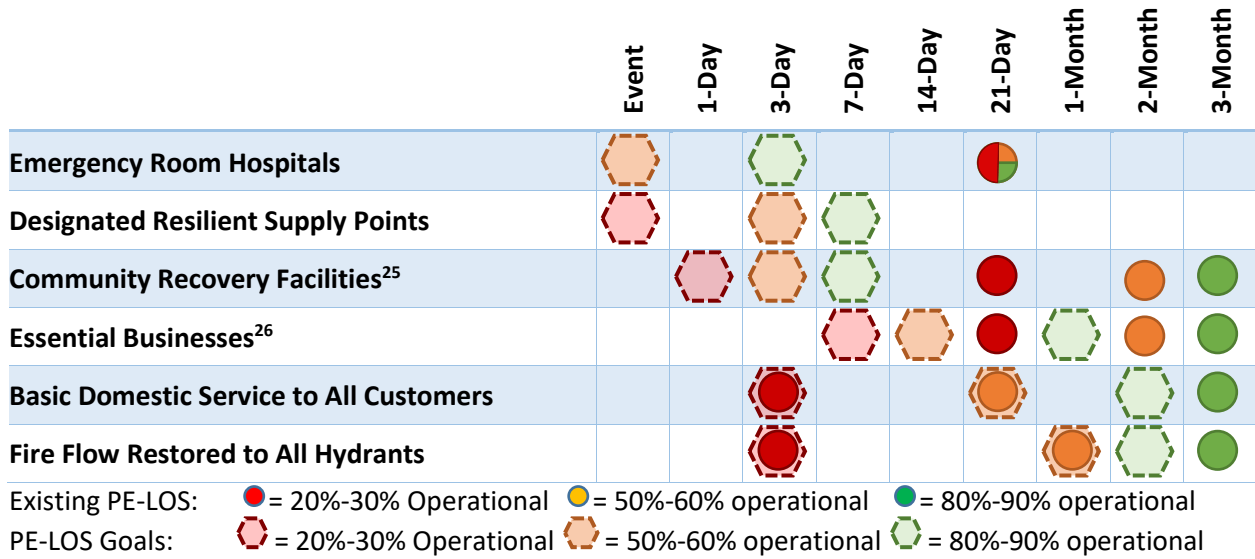 Event 1-Day 3-Day 7-Day 14-Day 21-Day 1-Month 2-Month 3-Month
Emergency Room Hospitals
Designated Resilient Supply Points
Community Recovery Facilities25
Essential Businesses26
Basic Domestic Service to All Customers
Fire Flow Restored to All Hydrants
Existing PE-LOS: = 20%-30% Operational = 50%-60% operational = 80%-90% operational
PE-LOS Goals: = 20%-30% Operational = 50%-60% operational = 80%-90% operational